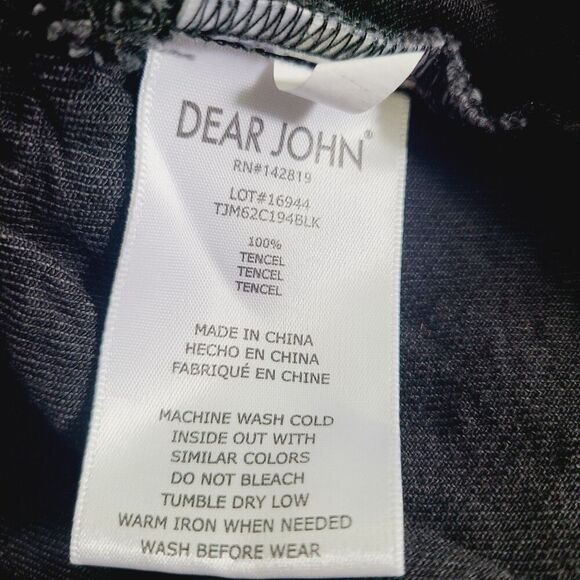 DEAR JOHN®
RN#142819
LOT#16944
TJM62C194BLK
100%
TENCEL
TENCEL
TENCEL
MADE IN CHINA
HECHO EN CHINA
FABRIQUÉ EN CHINE
MACHINE WASH COLD
INSIDE OUT WITH
SIMILAR COLORS
DO NOT BLEACH
TUMBLE DRY LOW
WARM IRON WHEN NEEDED
WASH BEFORE WEAR